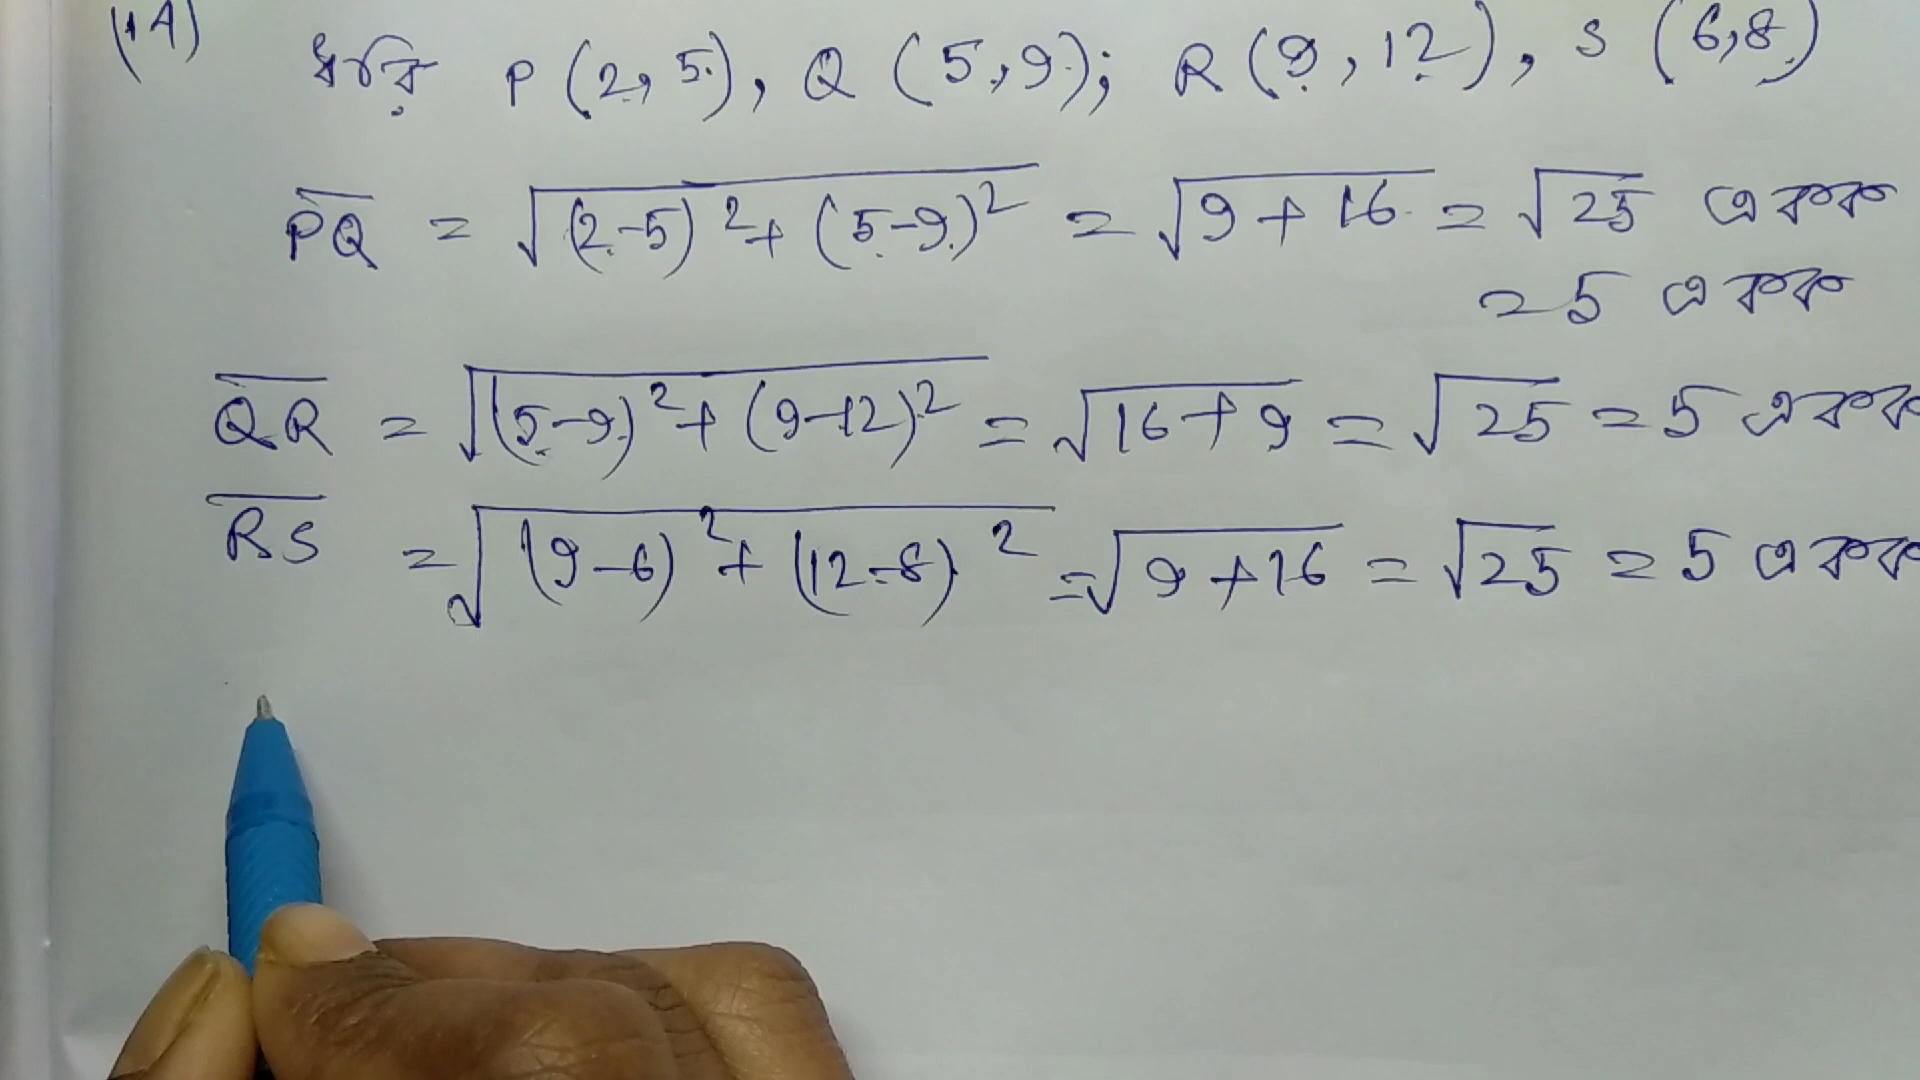 (14)
ধরি P (2, 5), Q (5, 9); R (9, 12), S (6,8)
PQ = √(2-5)² + (5-9)² = √9+16 = √25 একক
= 5 একক
QR = √(5-9)² + (9-12)² = √16+9 = √25 = 5 একক
RS = √(9-6)² + (12-8)² = √9+16 = √25 = 5 একক